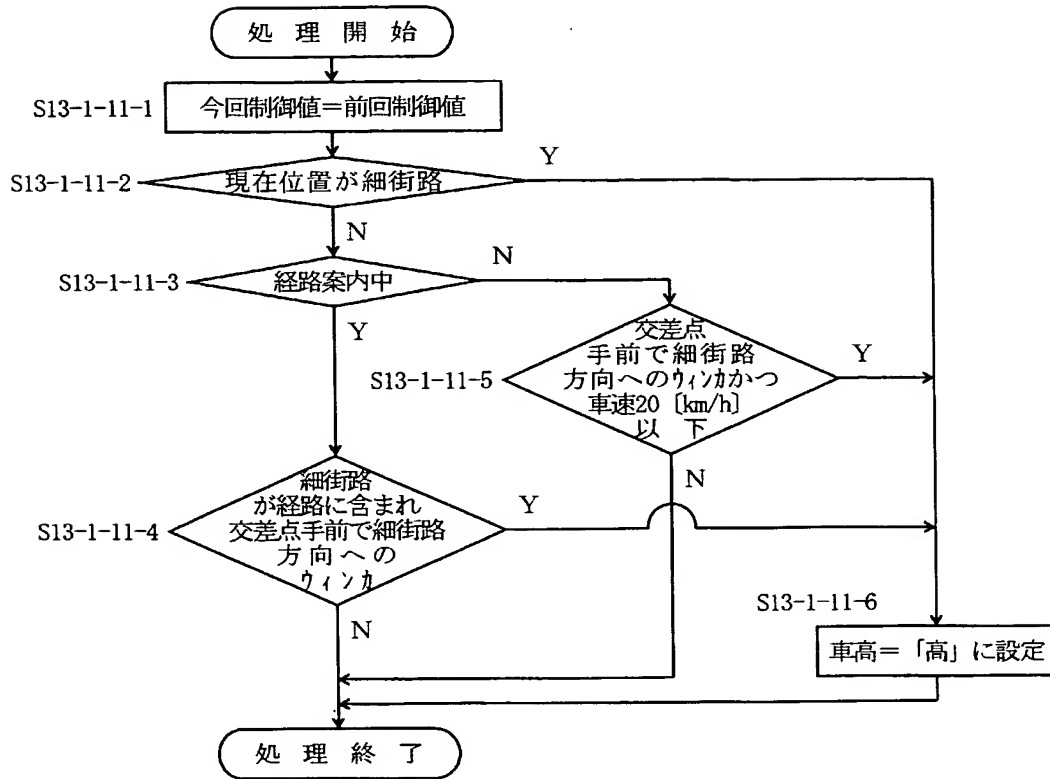 処理開始
S13-1-11-1
今回制御値＝前回制御値
Y
S13-1-11-2
現在位置が細街路
N
N
S13-1-11-3
経路案内中
Y
交差点
手前で細街路
方向へのウィンカかつ
車速20〔km/h〕
以下
Y
S13-1-11-5
N
細街路
が経路に含まれ
交差点手前で細街路
方向への
ウィンカ
Y
S13-1-11-4
N
S13-1-11-6
車高＝「高」に設定
処理終了